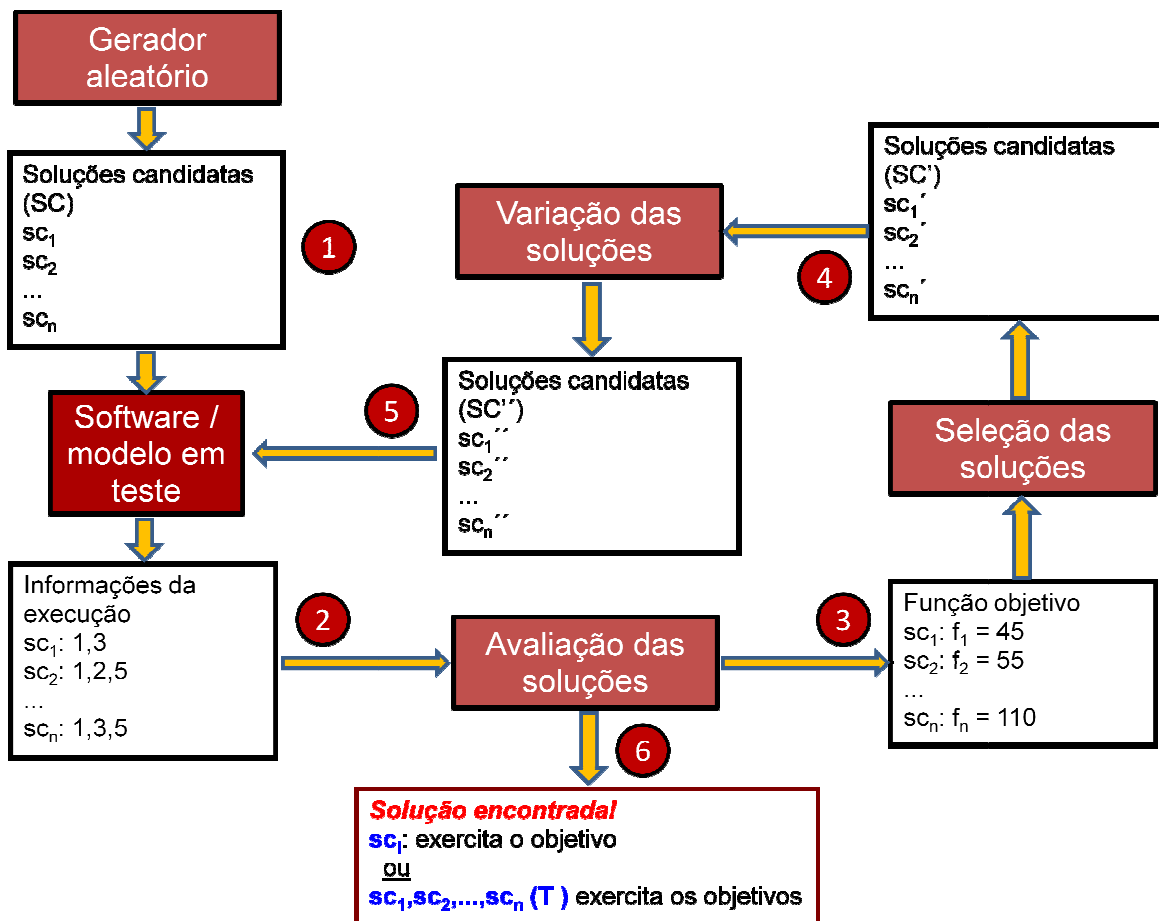 Gerador
aleatório
Soluções candidatas
(SC)
sc1
sc2
...
scn
1
Software /
modelo em
teste
Informações da
execução
sc1: 1,3
sc2: 1,2,5
...
scn: 1,3,5
2
Avaliação das
soluções
3
Função objetivo
sc1: f1 = 45
sc2: f2 = 55
...
scn: fn = 110
Seleção das
soluções
Soluções candidatas
(SC')
sc1´
sc2´
...
scn´
4
Variação das
soluções
Soluções candidatas
(SC'´)
sc1´´
sc2´´
...
scn´´
5
6
Solução encontrada!
sci: exercita o objetivo
ou
sc1,sc2,...,scn (T ) exercita os objetivos